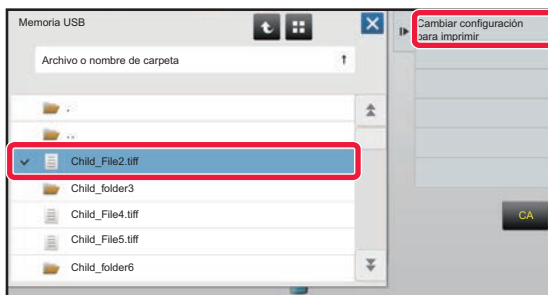 Memoria USB
Cambiar configuración
para imprimir
Archivo o nombre de carpeta
.
..
Child_File2.tiff
Child_folder3
Child_File4.tiff
Child_File5.tiff
Child_folder6
CA